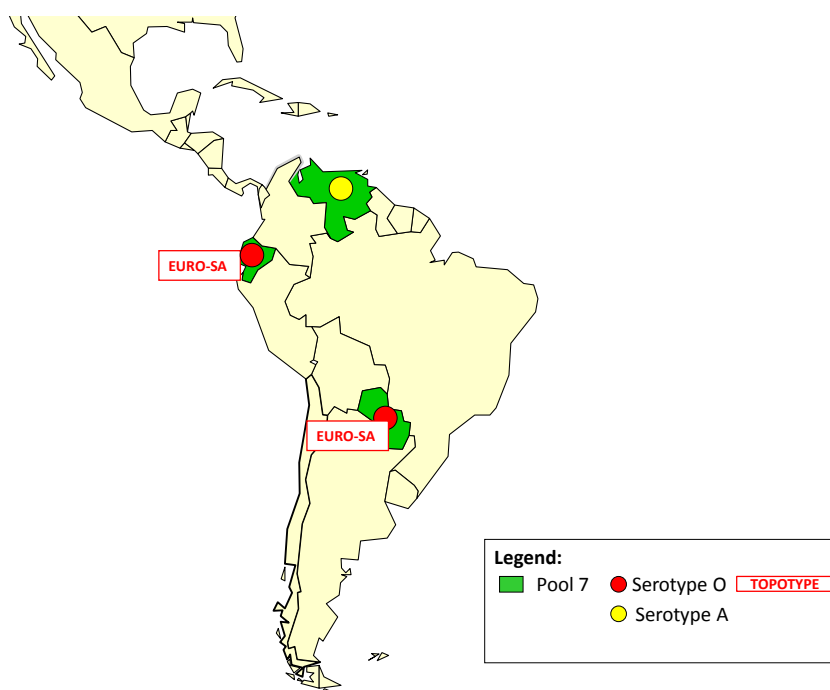 EURO-SA
EURO-SA
Legend:
Pool 7
Serotype O
TOPOTYPE
Serotype A